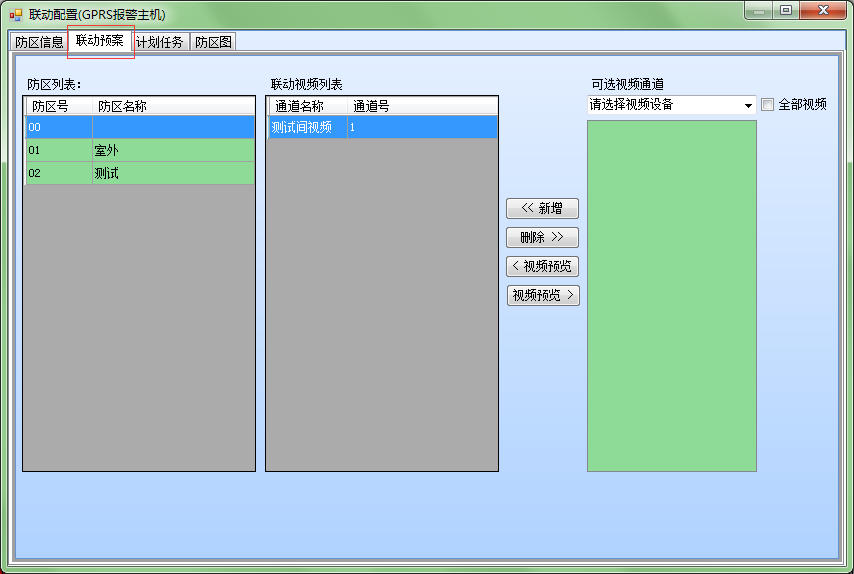 联动配置(GPRS报警主机)
防区信息 联动预案 计划任务 防区图
防区列表: 联动视频列表 可选视频通道
防区号 防区名称 通道名称 通道号 请选择视频设备 全部视频
00 测试间视频 1
01 室外
02 测试
<< 新增
删除 >>
< 视频预览
视频预览 >